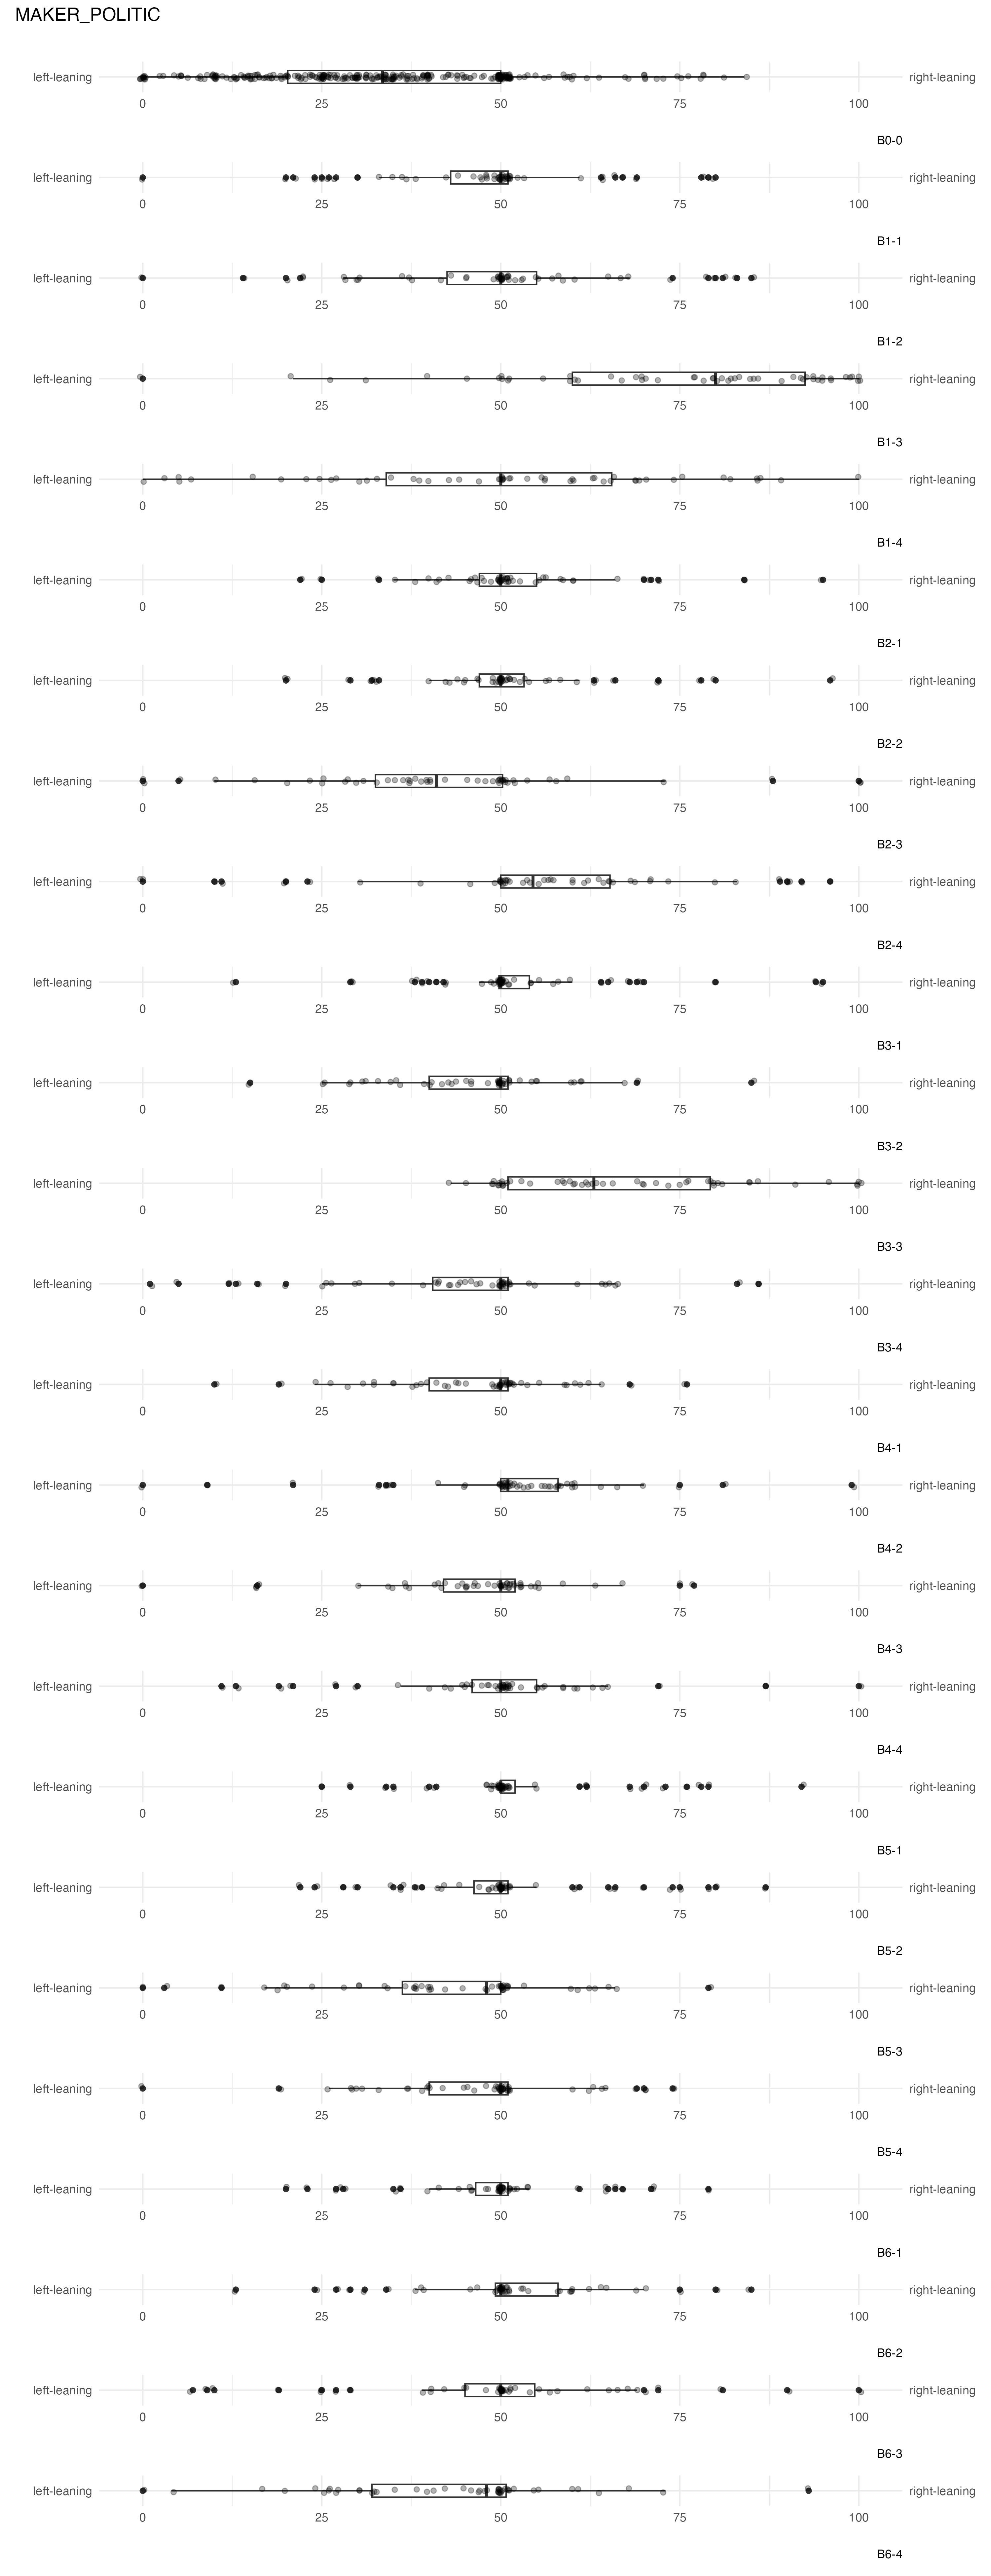 MAKER_POLITIC
left-leaning right-leaning
0 25 50 75 100
B0-0
left-leaning right-leaning
0 25 50 75 100
B1-1
left-leaning right-leaning
0 25 50 75 100
B1-2
left-leaning right-leaning
0 25 50 75 100
B1-3
left-leaning right-leaning
0 25 50 75 100
B1-4
left-leaning right-leaning
0 25 50 75 100
B2-1
left-leaning right-leaning
0 25 50 75 100
B2-2
left-leaning right-leaning
0 25 50 75 100
B2-3
left-leaning right-leaning
0 25 50 75 100
B2-4
left-leaning right-leaning
0 25 50 75 100
B3-1
left-leaning right-leaning
0 25 50 75 100
B3-2
left-leaning right-leaning
0 25 50 75 100
B3-3
left-leaning right-leaning
0 25 50 75 100
B3-4
left-leaning right-leaning
0 25 50 75 100
B4-1
left-leaning right-leaning
0 25 50 75 100
B4-2
left-leaning right-leaning
0 25 50 75 100
B4-3
left-leaning right-leaning
0 25 50 75 100
B4-4
left-leaning right-leaning
0 25 50 75 100
B5-1
left-leaning right-leaning
0 25 50 75 100
B5-2
left-leaning right-leaning
0 25 50 75 100
B5-3
left-leaning right-leaning
0 25 50 75 100
B5-4
left-leaning right-leaning
0 25 50 75 100
B6-1
left-leaning right-leaning
0 25 50 75 100
B6-2
left-leaning right-leaning
0 25 50 75 100
B6-3
left-leaning right-leaning
0 25 50 75 100
B6-4